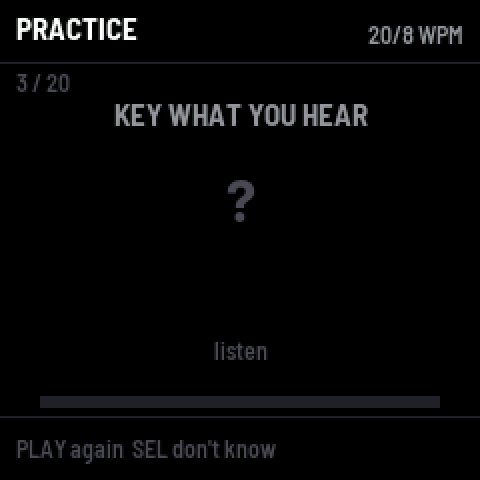 PRACTICE
20/8 WPM
3 / 20
KEY WHAT YOU HEAR
?
listen
PLAY again SEL don't know